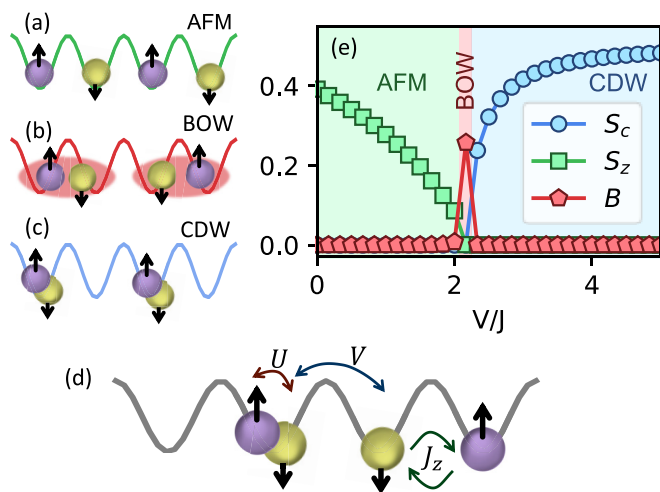 (a) AFM
(b) BOW
(c) CDW
(e)
AFM BOW CDW
S_c
S_z
B
0.4
0.2
0.0
0 2 4
V/J
(d)
U V
J_z